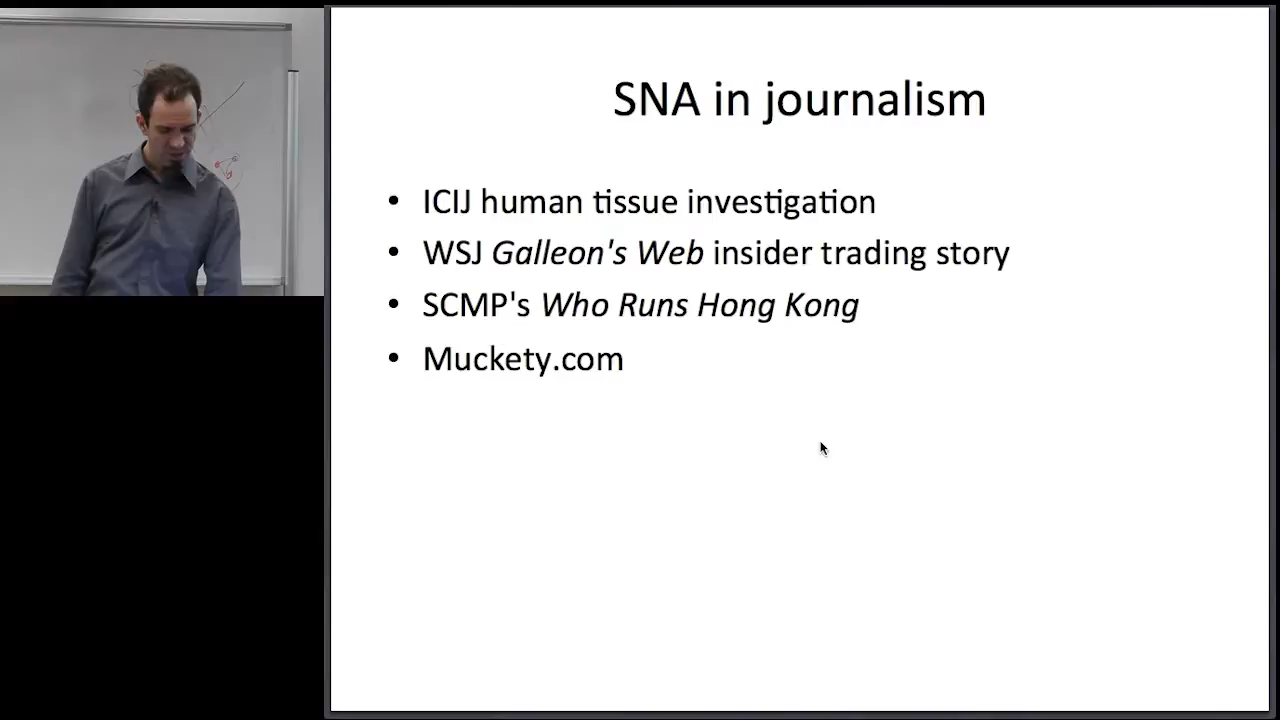 SNA in journalism
• ICIJ human tissue investigation
• WSJ Galleon's Web insider trading story
• SCMP's Who Runs Hong Kong
• Muckety.com